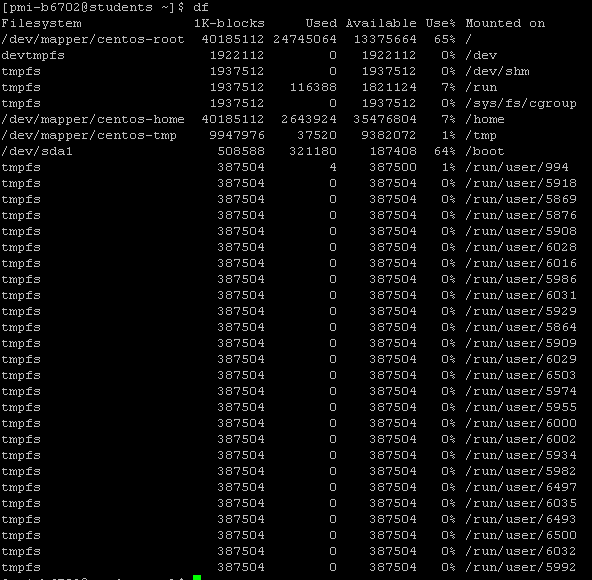 [pmi-b6702@students ~]$ df
Filesystem 1K-blocks Used Available Use% Mounted on
/dev/mapper/centos-root 40185112 24745064 13375664 65% /
devtmpfs 1922112 0 1922112 0% /dev
tmpfs 1937512 0 1937512 0% /dev/shm
tmpfs 1937512 116388 1821124 7% /run
tmpfs 1937512 0 1937512 0% /sys/fs/cgroup
/dev/mapper/centos-home 40185112 2643924 35476804 7% /home
/dev/mapper/centos-tmp 9947976 37520 9382072 1% /tmp
/dev/sda1 508588 321180 187408 64% /boot
tmpfs 387504 4 387500 1% /run/user/994
tmpfs 387504 0 387504 0% /run/user/5918
tmpfs 387504 0 387504 0% /run/user/5869
tmpfs 387504 0 387504 0% /run/user/5876
tmpfs 387504 0 387504 0% /run/user/5908
tmpfs 387504 0 387504 0% /run/user/6028
tmpfs 387504 0 387504 0% /run/user/6016
tmpfs 387504 0 387504 0% /run/user/5986
tmpfs 387504 0 387504 0% /run/user/6031
tmpfs 387504 0 387504 0% /run/user/5929
tmpfs 387504 0 387504 0% /run/user/5864
tmpfs 387504 0 387504 0% /run/user/5909
tmpfs 387504 0 387504 0% /run/user/6029
tmpfs 387504 0 387504 0% /run/user/6503
tmpfs 387504 0 387504 0% /run/user/5974
tmpfs 387504 0 387504 0% /run/user/5955
tmpfs 387504 0 387504 0% /run/user/6000
tmpfs 387504 0 387504 0% /run/user/6002
tmpfs 387504 0 387504 0% /run/user/5934
tmpfs 387504 0 387504 0% /run/user/5982
tmpfs 387504 0 387504 0% /run/user/6497
tmpfs 387504 0 387504 0% /run/user/6035
tmpfs 387504 0 387504 0% /run/user/6493
tmpfs 387504 0 387504 0% /run/user/6500
tmpfs 387504 0 387504 0% /run/user/6032
tmpfs 387504 0 387504 0% /run/user/5992